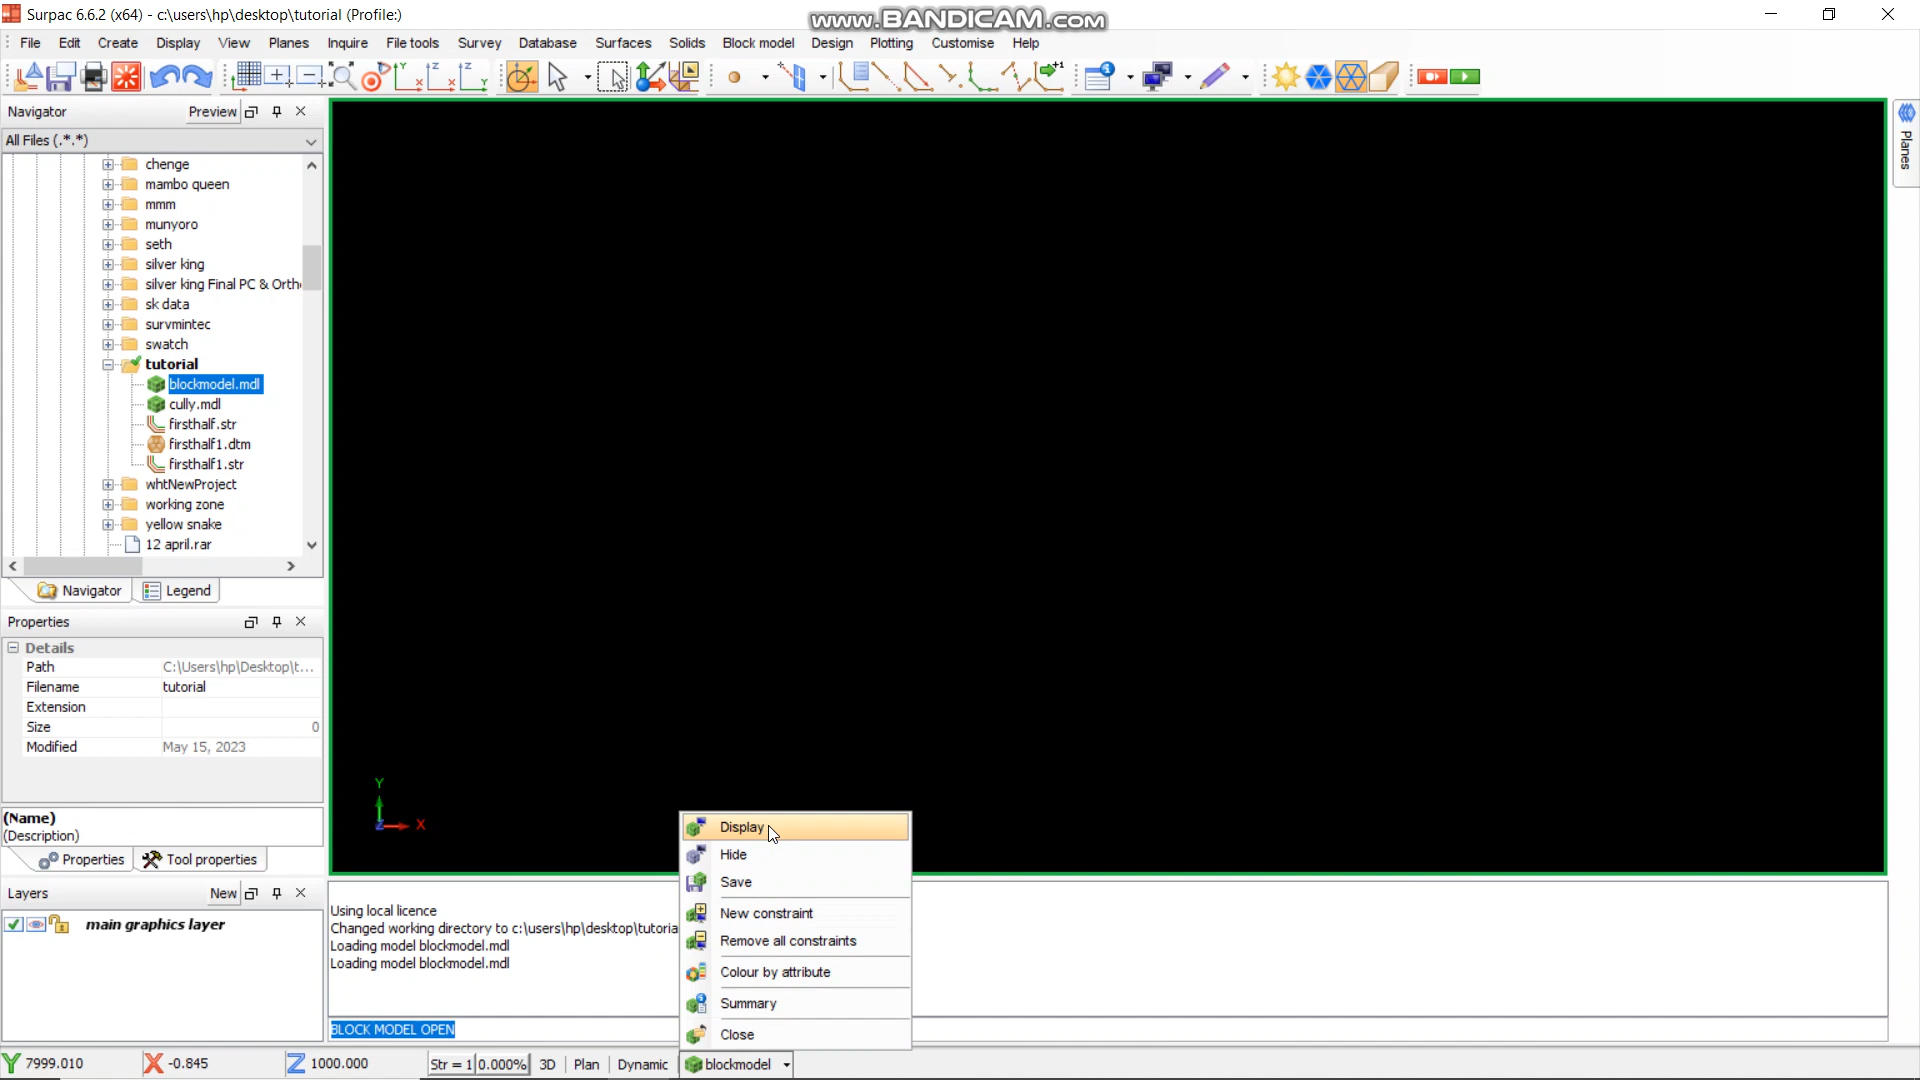 Surpac 6.6.2 (x64) - c:\users\hp\desktop\tutorial (Profile:)
www.BANDICAM.com
File Edit Create Display View Planes Inquire File tools Survey Database Surfaces Solids Block model Design Plotting Customise Help
Navigator Preview
All Files (.*.*)
chenge
mambo queen
mmm
munyoro
seth
silver king
silver king Final PC & Orth
sk data
survmintec
swatch
tutorial
blockmodel.mdl
cully.mdl
firsthalf.str
firsthalf1.dtm
firsthalf1.str
whtNewProject
working zone
yellow snake
12 april.rar
Navigator Legend
Properties
Details
Path C:\Users\hp\Desktop\t...
Filename tutorial
Extension
Size 0
Modified May 15, 2023
(Name)
(Description)
Properties Tool properties
Layers New
main graphics layer
Planes
Y
Z X
Using local licence
Changed working directory to c:\users\hp\desktop\tutoria
Loading model blockmodel.mdl
Loading model blockmodel.mdl
BLOCK MODEL OPEN
Display
Hide
Save
New constraint
Remove all constraints
Colour by attribute
Summary
Close
Y 7999.010 X -0.845 Z 1000.000 Str = 1 0.000% 3D Plan Dynamic blockmodel